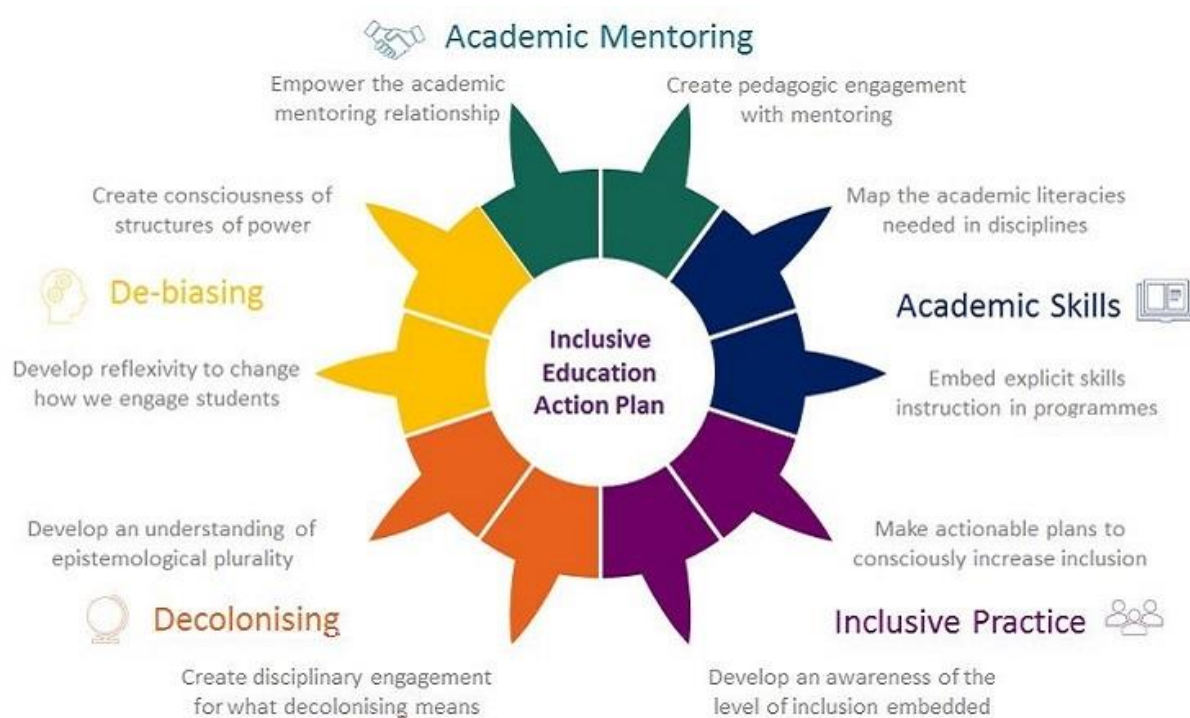 Academic Mentoring
Empower the academic
mentoring relationship
Create pedagogic engagement
with mentoring
Create consciousness of
structures of power
Map the academic literacies
needed in disciplines
De-biasing
Academic Skills
Develop reflexivity to change
how we engage students
Inclusive
Education
Action Plan
Embed explicit skills
instruction in programmes
Develop an understanding of
epistemological plurality
Make actionable plans to
consciously increase inclusion
Decolonising
Inclusive Practice
Create disciplinary engagement
for what decolonising means
Develop an awareness of the
level of inclusion embedded